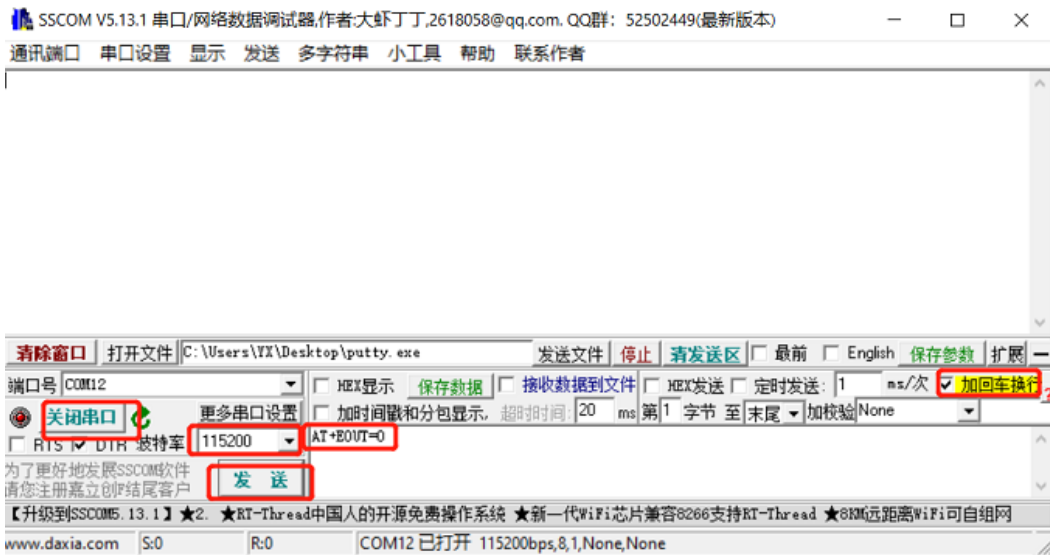 SSCOM V5.13.1 串口/网络数据调试器,作者:大虾丁丁,2618058@qq.com. QQ群: 52502449(最新版本)
通讯端口 串口设置 显示 发送 多字符串 小工具 帮助 联系作者
清除窗口 打开文件 C:\Users\YX\Desktop\putty.exe 发送文件 停止 清发送区 最前 English 保存参数 扩展
端口号 COM12 HEX显示 保存数据 接收数据到文件 HEX发送 定时发送: 1 ms/次 加回车换行
关闭串口 更多串口设置 加时间戳和分包显示, 超时时间: 20 ms 第 1 字节 至 末尾 加校验 None
RTS DTR 波特率 115200 AT+EOUT=0
为了更好地发展SSCOM软件
请您注册嘉立创F结尾客户 发 送
【升级到SSCOM5.13.1】★2. ★RT-Thread中国人的开源免费操作系统 ★新一代WiFi芯片兼容8266支持RT-Thread ★8KM远距离WiFi可自组网
www.daxia.com S:0 R:0 COM12 已打开 115200bps,8,1,None,None